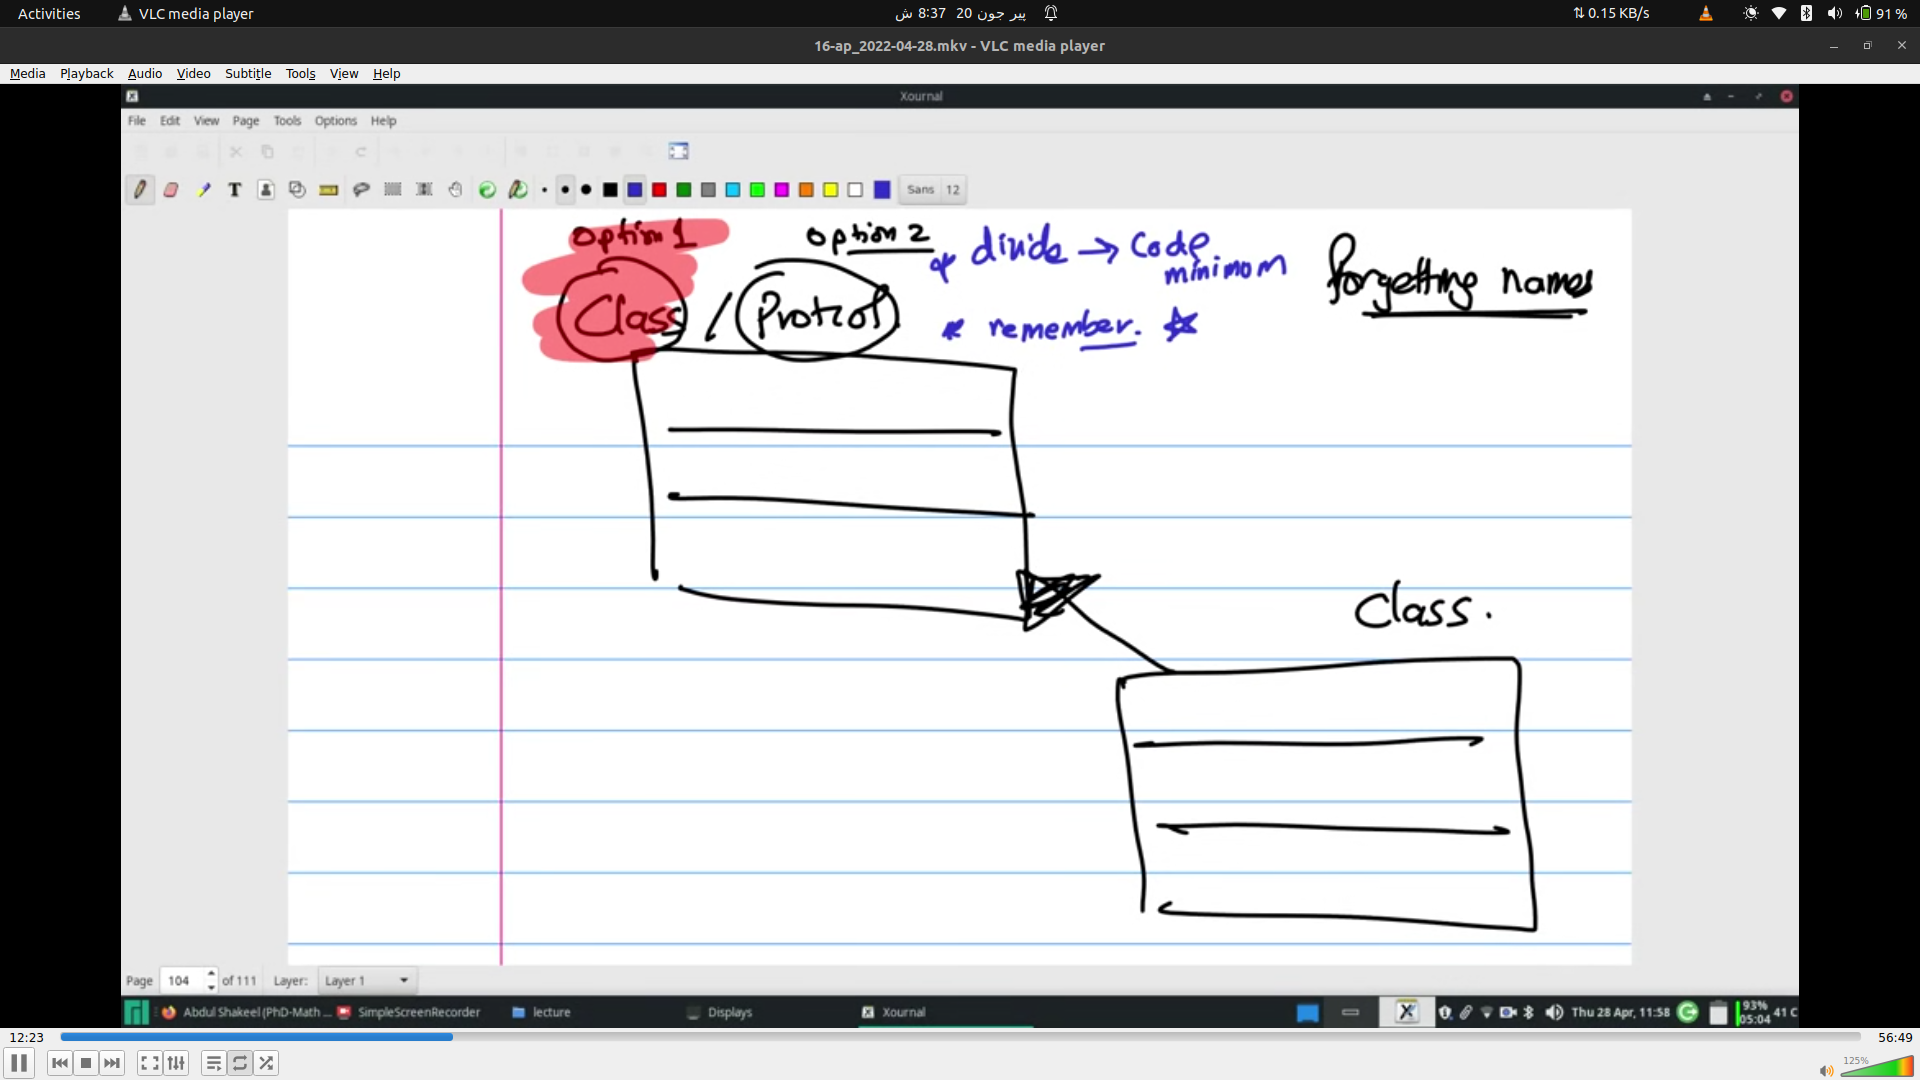 Activities
VLC media player
پیر جون 20 8:37 ش
0.15 KB/s
91 %
16-ap_2022-04-28.mkv - VLC media player
Media Playback Audio Video Subtitle Tools View Help
Xournal
File Edit View Page Tools Options Help
T
Sans 12
option 1
option 2
divide → Code
minimom
forgetting names
Class / Protcol
remember.
Class.
Page 104 of 111 Layer: Layer 1
Abdul Shakeel (PhD-Math ... SimpleScreenRecorder lecture Displays Xournal
Thu 28 Apr, 11:58
93%
05:04
41 C
12:23
56:49
125%